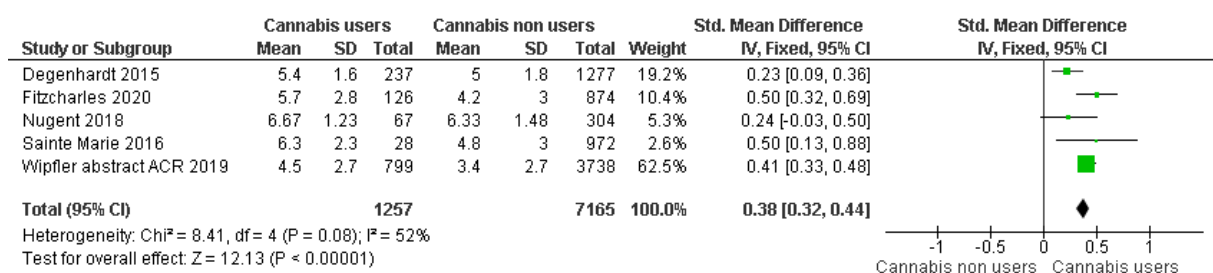 Cannabis users Cannabis non users Std. Mean Difference Std. Mean Difference
Study or Subgroup Mean SD Total Mean SD Total Weight IV, Fixed, 95% CI IV, Fixed, 95% CI
Degenhardt 2015 5.4 1.6 237 5 1.8 1277 19.2% 0.23 [0.09, 0.36]
Fitzcharles 2020 5.7 2.8 126 4.2 3 874 10.4% 0.50 [0.32, 0.69]
Nugent 2018 6.67 1.23 67 6.33 1.48 304 5.3% 0.24 [-0.03, 0.50]
Sainte Marie 2016 6.3 2.3 28 4.8 3 972 2.6% 0.50 [0.13, 0.88]
Wipfler abstract ACR 2019 4.5 2.7 799 3.4 2.7 3738 62.5% 0.41 [0.33, 0.48]
Total (95% CI) 1257 7165 100.0% 0.38 [0.32, 0.44]
Heterogeneity: Chi² = 8.41, df = 4 (P = 0.08); I² = 52%
Test for overall effect: Z = 12.13 (P < 0.00001)
-1 -0.5 0 0.5 1
Cannabis non users Cannabis users